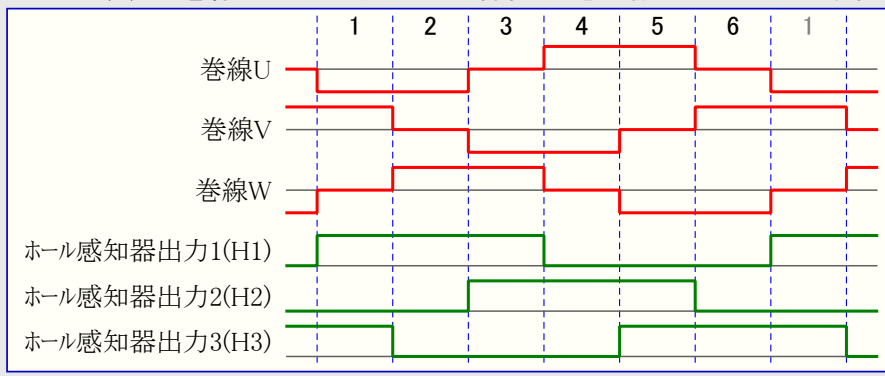 1 2 3 4 5 6 1
巻線U
巻線V
巻線W
ホール感知器出力1(H1)
ホール感知器出力2(H2)
ホール感知器出力3(H3)